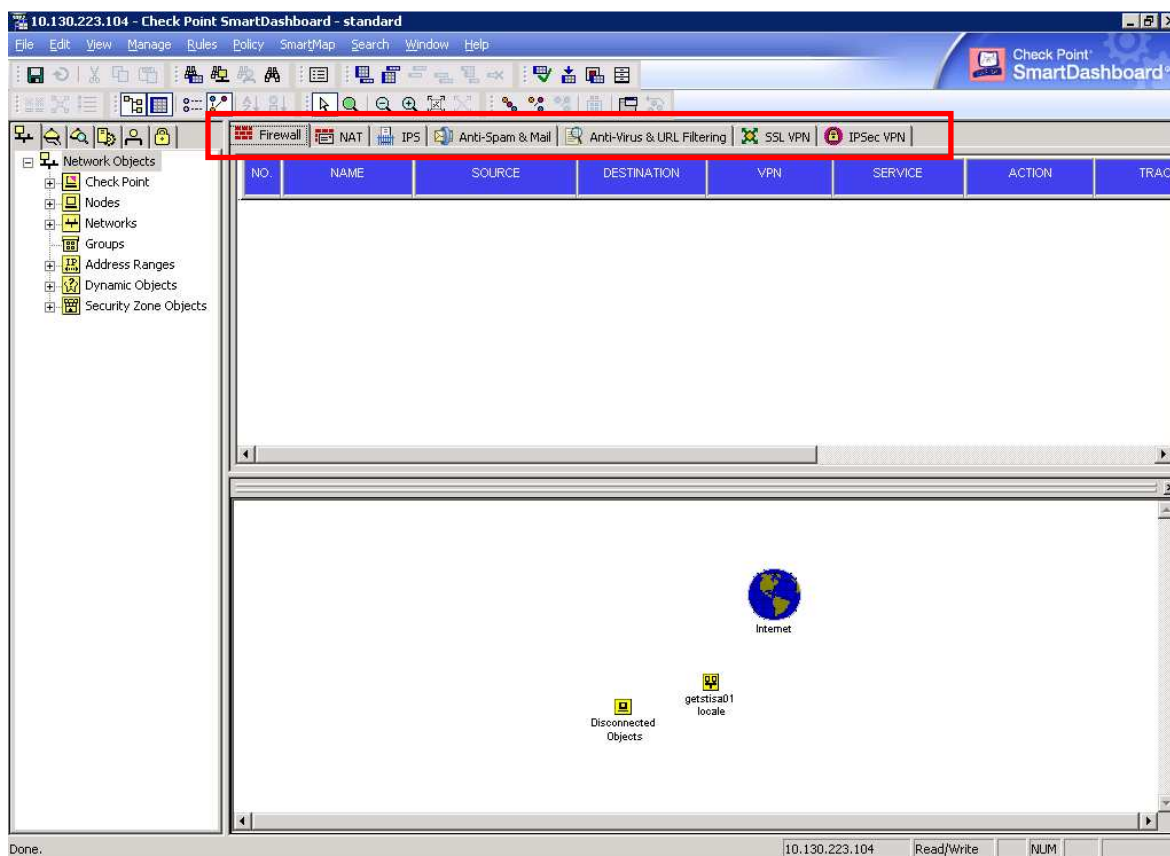 10.130.223.104 - Check Point SmartDashboard - standard
File Edit View Manage Rules Policy SmartMap Search Window Help
Check Point
SmartDashboard
Firewall NAT IPS Anti-Spam & Mail Anti-Virus & URL Filtering SSL VPN IPSec VPN
Network Objects
Check Point
Nodes
Networks
Groups
Address Ranges
Dynamic Objects
Security Zone Objects
NO. NAME SOURCE DESTINATION VPN SERVICE ACTION TRAC
Internet
getstisa01
locale
Disconnected
Objects
Done. 10.130.223.104 Read/Write NUM